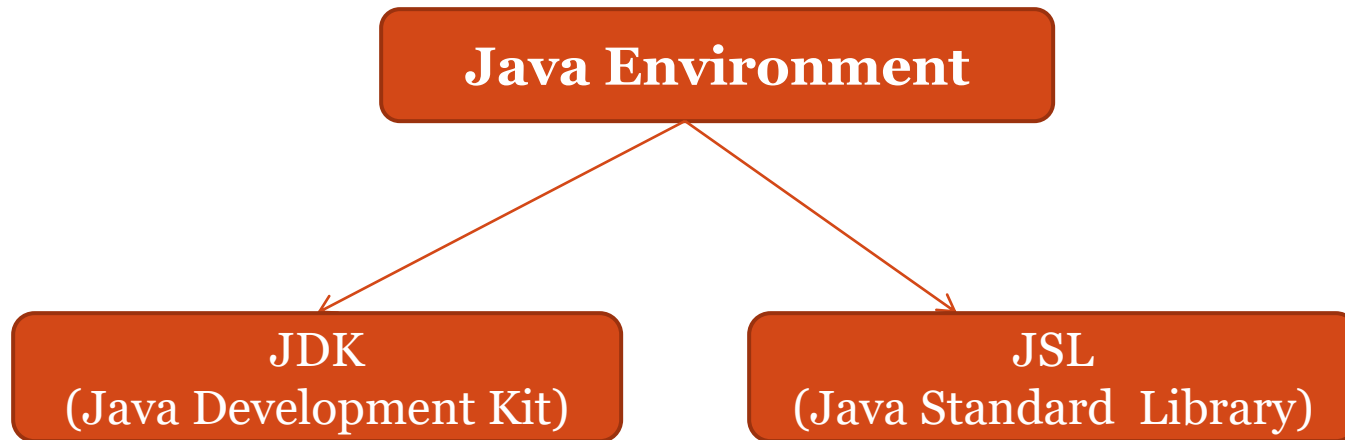 Java Environment
JDK
(Java Development Kit)
JSL
(Java Standard  Library)